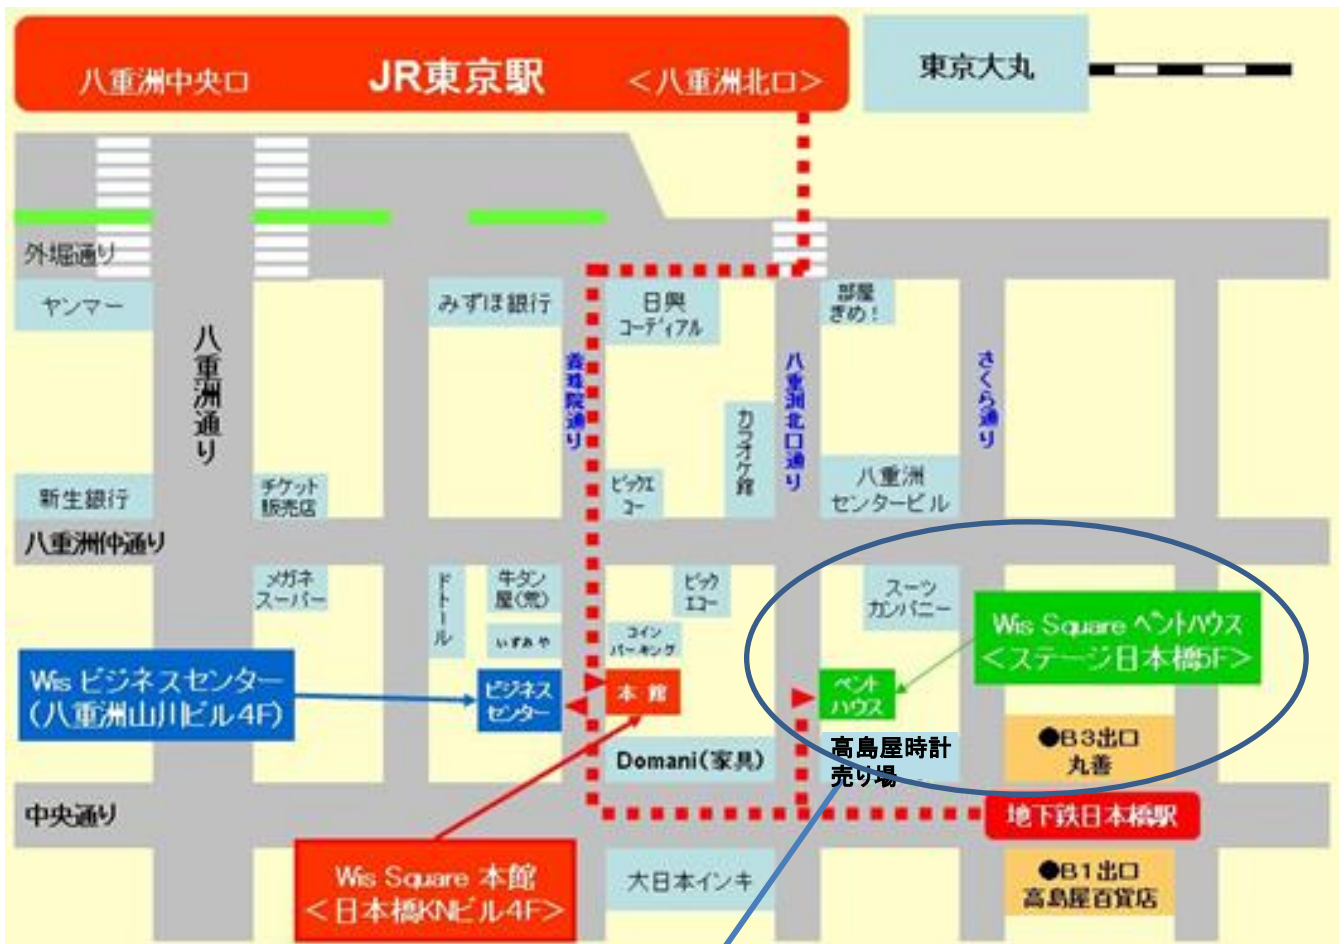 八重洲中央口
JR東京駅
＜八重洲北口＞
東京大丸
外堀通り
ヤンマー
みずほ銀行
日興
コーディアル
部屋
ぎめ！
八重洲通り
養珠院通り
八重洲北口通り
さくら通り
カラオケ館
新生銀行
チケット
販売店
ビックエ
コー
八重洲
センタービル
八重洲仲通り
メガネ
スーパー
ドトール
牛タン
屋(荒)
ビック
エコー
スーツ
カンパニー
いずみや
コイン
パーキング
Wis Square ペントハウス
＜ステージ日本橋5F＞
Wis ビジネスセンター
(八重洲山川ビル4F)
ビジネス
センター
本館
ペント
ハウス
Domani(家具)
高島屋時計
売り場
●B3出口
丸善
中央通り
地下鉄日本橋駅
Wis Square 本館
＜日本橋KNビル4F＞
大日本インキ
●B1出口
高島屋百貨店